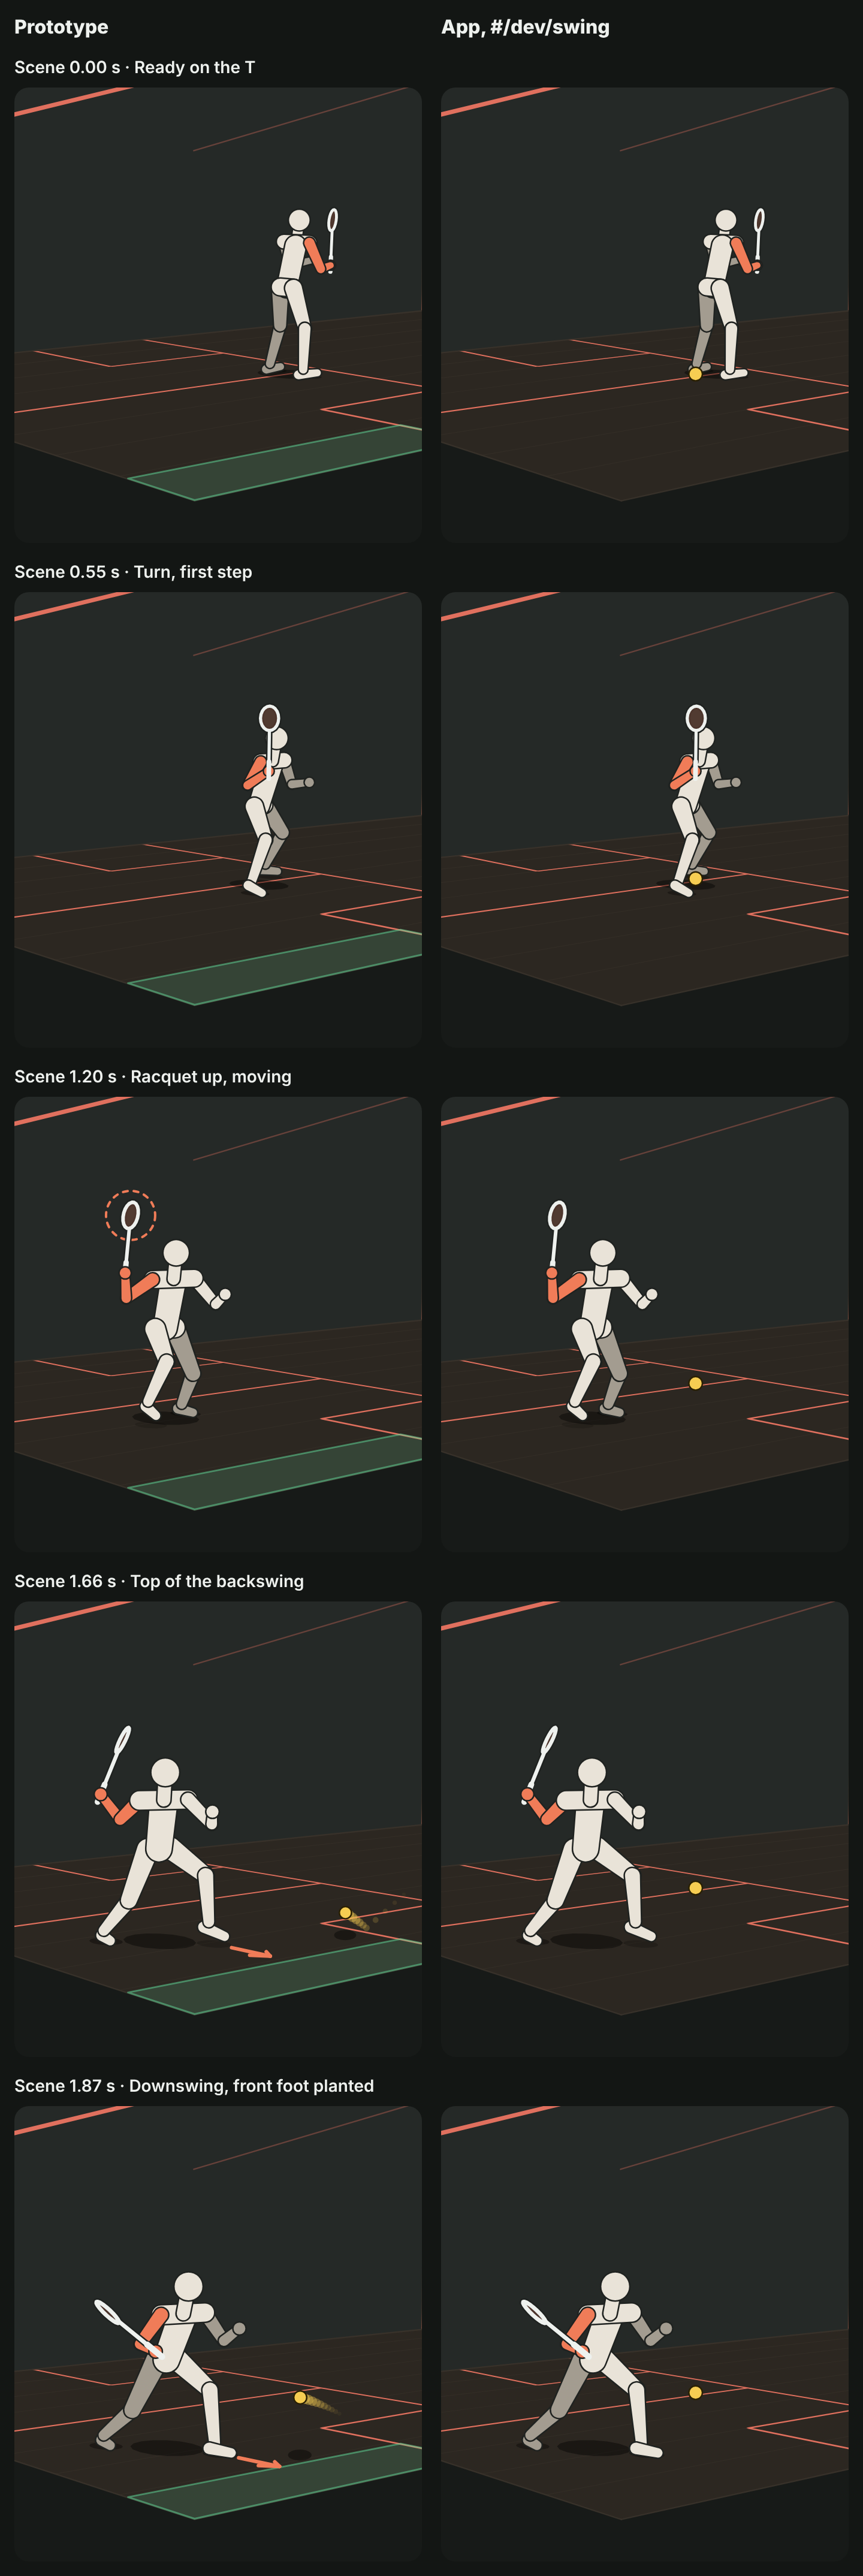 Prototype
App, #/dev/swing
Scene 0.00 s · Ready on the T
Scene 0.55 s · Turn, first step
Scene 1.20 s · Racquet up, moving
Scene 1.66 s · Top of the backswing
Scene 1.87 s · Downswing, front foot planted